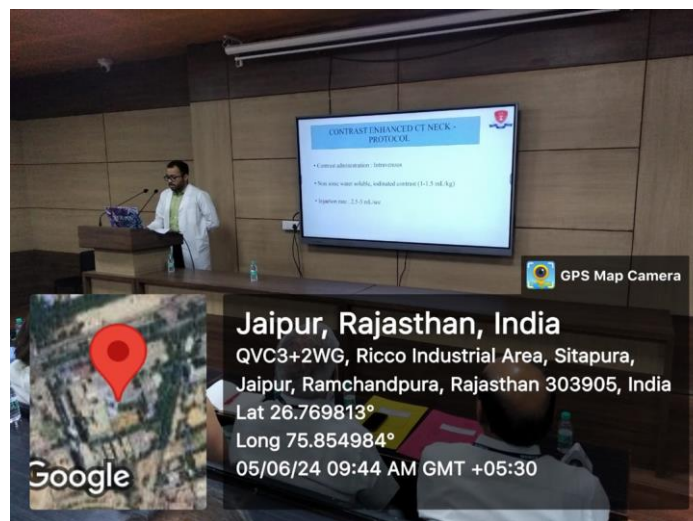 CONTRAST ENHANCED CT NECK -
PROTOCOL
• Contrast administration : Intravenous
• Non ionic water soluble, iodinated contrast (1-1.5 mL/kg)
• Injection rate : 2.5-3 mL/sec
GPS Map Camera
Jaipur, Rajasthan, India
QVC3+2WG, Ricco Industrial Area, Sitapura,
Jaipur, Ramchandpura, Rajasthan 303905, India
Lat 26.769813°
Long 75.854984°
05/06/24 09:44 AM GMT +05:30
Google